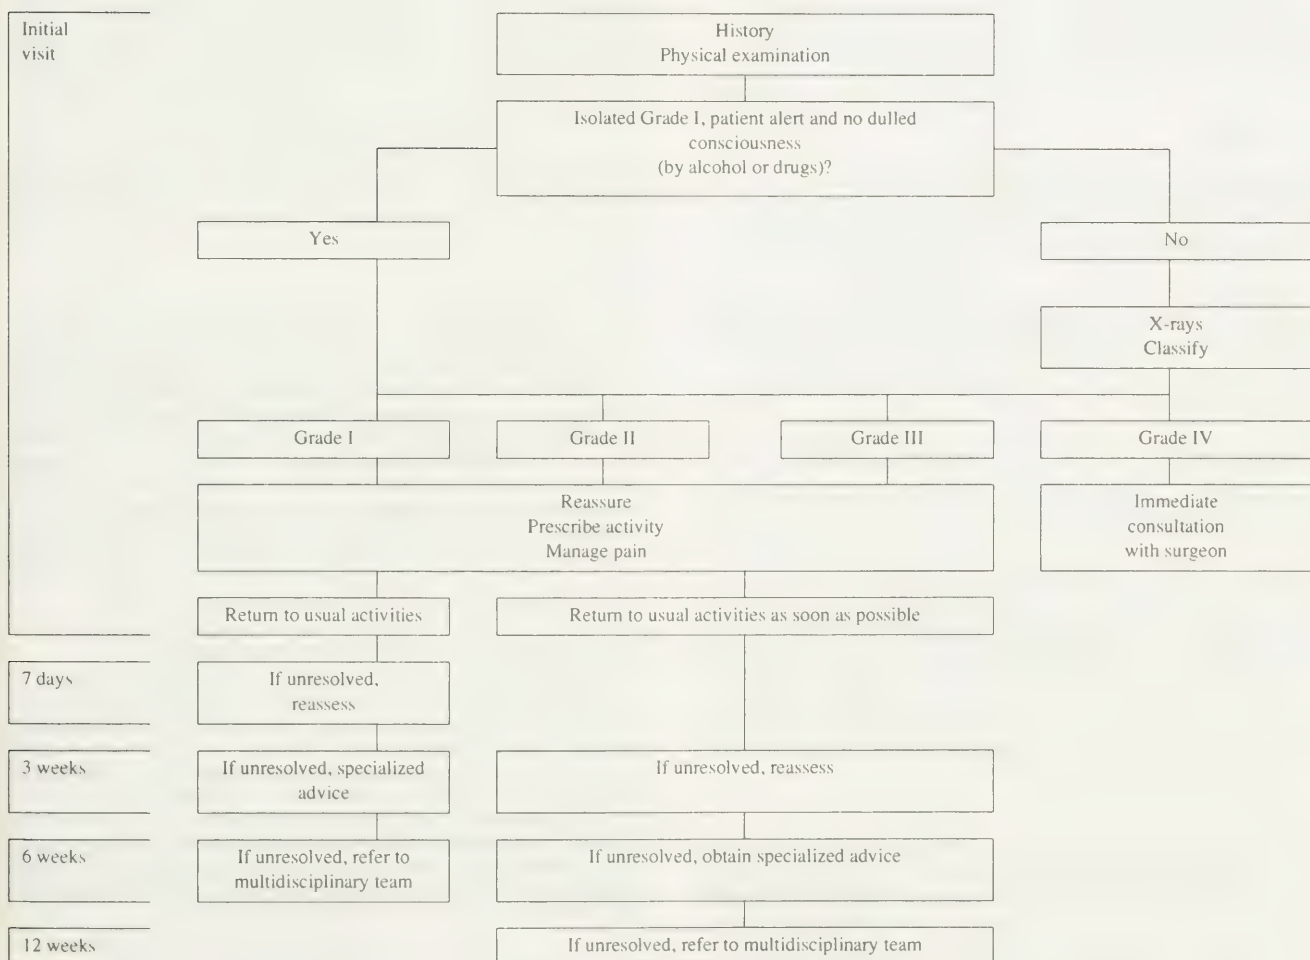 Initial
visit
History
Physical examination
Isolated Grade I, patient alert and no dulled
consciousness
(by alcohol or drugs)?
Yes
No
X-rays
Classify
Grade I
Grade II
Grade III
Grade IV
Reassure
Prescribe activity
Manage pain
Immediate
consultation
with surgeon
Return to usual activities
Return to usual activities as soon as possible
7 days
If unresolved,
reassess
3 weeks
If unresolved, specialized
advice
If unresolved, reassess
6 weeks
If unresolved, refer to
multidisciplinary team
If unresolved, obtain specialized advice
12 weeks
If unresolved, refer to multidisciplinary team